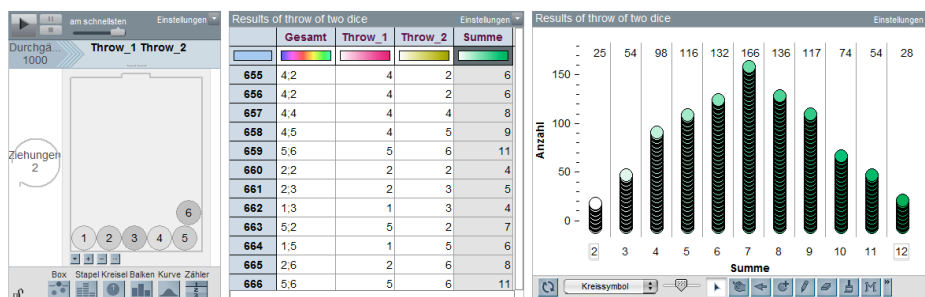 am schnellsten Einstellungen
Durchgä...
1000
Throw_1 Throw_2
Ziehungen
2
6
1 2 3 4 5
Box Stapel Kreisel Balken Kurve Zähler
Results of throw of two dice Einstellungen
Gesamt Throw_1 Throw_2 Summe
655 4;2 4 2 6
656 4;2 4 2 6
657 4;4 4 4 8
658 4;5 4 5 9
659 5;6 5 6 11
660 2;2 2 2 4
661 2;3 2 3 5
662 1;3 1 3 4
663 5;2 5 2 7
664 1;5 1 5 6
665 2;6 2 6 8
666 5;6 5 6 11
Results of throw of two dice Einstellungen
25 54 98 116 132 166 136 117 74 54 28
150
100
50
0
Anzahl
2 3 4 5 6 7 8 9 10 11 12
Summe
Kreissymbol
M